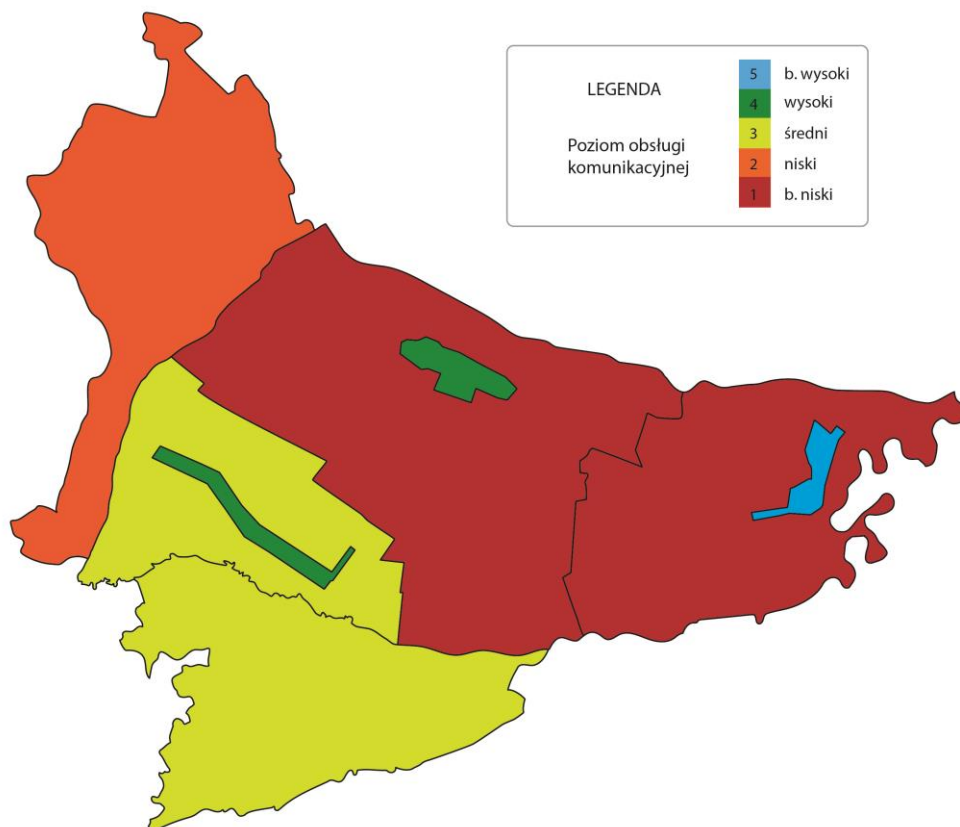 LEGENDA
Poziom obsługi
komunikacyjnej
5 b. wysoki
4 wysoki
3 średni
2 niski
1 b. niski